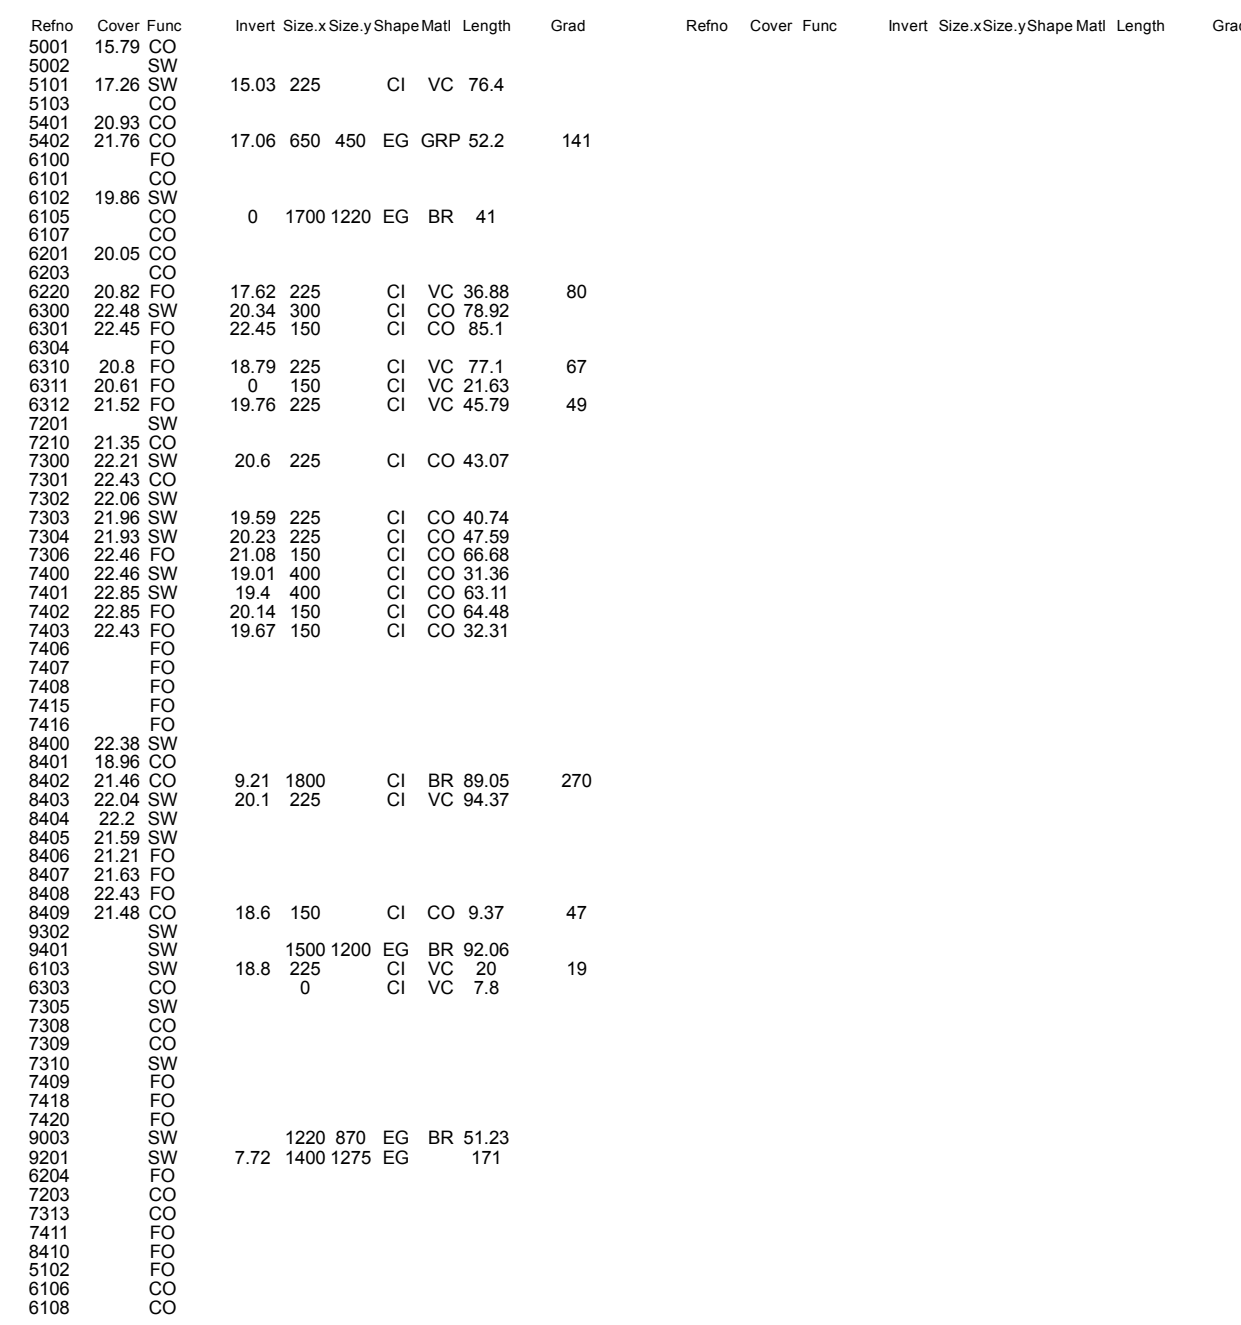 Refno Cover Func Invert Size.x Size.y Shape Matl Length Grad Refno Cover Func Invert Size.x Size.y Shape Matl Length Grad
5001 15.79 CO
5002 SW
5101 17.26 SW 15.03 225 CI VC 76.4
5103 CO
5401 20.93 CO
5402 21.76 CO 17.06 650 450 EG GRP 52.2 141
6100 FO
6101 CO
6102 19.86 SW
6105 CO 0 1700 1220 EG BR 41
6107 CO
6201 20.05 CO
6203 CO
6220 20.82 FO 17.62 225 CI VC 36.88 80
6300 22.48 SW 20.34 300 CI CO 78.92
6301 22.45 FO 22.45 150 CI CO 85.1
6304 FO
6310 20.8 FO 18.79 225 CI VC 77.1 67
6311 20.61 FO 0 150 CI VC 21.63
6312 21.52 FO 19.76 225 CI VC 45.79 49
7201 SW
7210 21.35 CO
7300 22.21 SW 20.6 225 CI CO 43.07
7301 22.43 CO
7302 22.06 SW
7303 21.96 SW 19.59 225 CI CO 40.74
7304 21.93 SW 20.23 225 CI CO 47.59
7306 22.46 FO 21.08 150 CI CO 66.68
7400 22.46 SW 19.01 400 CI CO 31.36
7401 22.85 SW 19.4 400 CI CO 63.11
7402 22.85 FO 20.14 150 CI CO 64.48
7403 22.43 FO 19.67 150 CI CO 32.31
7406 FO
7407 FO
7408 FO
7415 FO
7416 FO
8400 22.38 SW
8401 18.96 CO
8402 21.46 CO 9.21 1800 CI BR 89.05 270
8403 22.04 SW 20.1 225 CI VC 94.37
8404 22.2 SW
8405 21.59 SW
8406 21.21 FO
8407 21.63 FO
8408 22.43 FO
8409 21.48 CO 18.6 150 CI CO 9.37 47
9302 SW
9401 SW 1500 1200 EG BR 92.06
6103 SW 18.8 225 CI VC 20 19
6303 CO 0 CI VC 7.8
7305 SW
7308 CO
7309 CO
7310 SW
7409 FO
7418 FO
7420 FO
9003 SW 1220 870 EG BR 51.23
9201 SW 7.72 1400 1275 EG 171
6204 FO
7203 CO
7313 CO
7411 FO
8410 FO
5102 FO
6106 CO
6108 CO